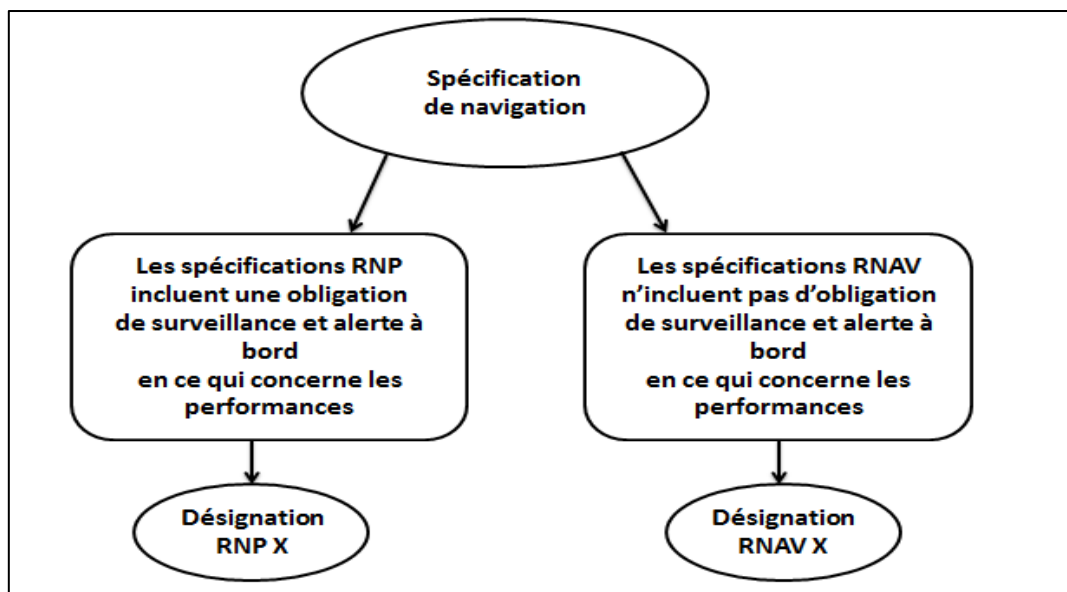 Spécification
de navigation
Les spécifications RNP
incluent une obligation
de surveillance et alerte à
bord
en ce qui concerne les
performances
Les spécifications RNAV
n’incluent pas d’obligation
de surveillance et alerte à
bord
en ce qui concerne les
performances
Désignation
RNP X
Désignation
RNAV X